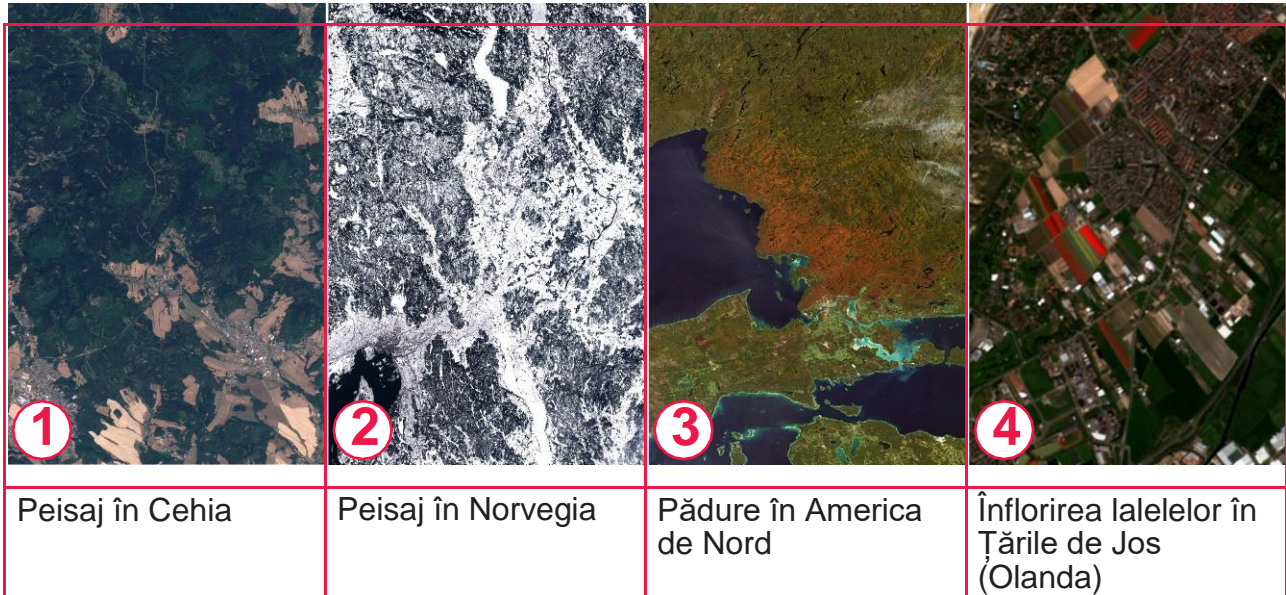 1
2
3
4
Peisaj în Cehia
Peisaj în Norvegia
Pădure în America
de Nord
Înflorirea lalelelor în
Țările de Jos
(Olanda)